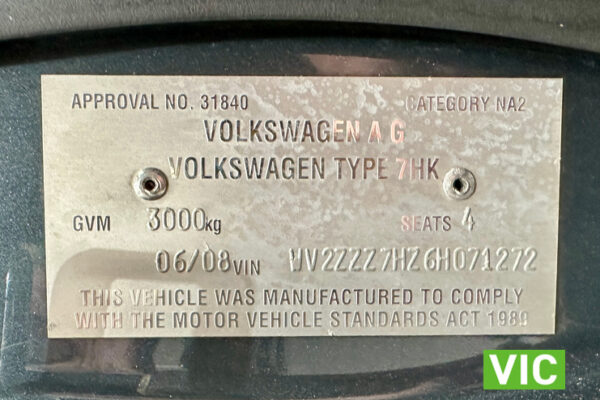 APPROVAL NO. 31840 CATEGORY NA2
VOLKSWAGEN A G
VOLKSWAGEN TYPE 7HK
GVM 3000kg SEATS 4
06/08 VIN WV2ZZZ7HZ6H071272
THIS VEHICLE WAS MANUFACTURED TO COMPLY
WITH THE MOTOR VEHICLE STANDARDS ACT 1989
VIC